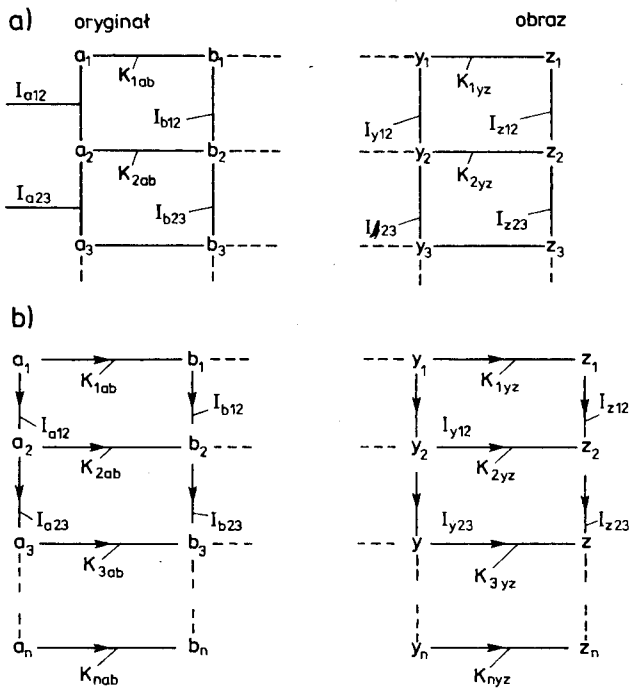 a) oryginał obraz
a₁ b₁ y₁ z₁
K₁ab K₁yz
Ia12 Ib12 Iy12 Iz12
a₂ b₂ y₂ z₂
K₂ab K₂yz
Ia23 Ib23 Iy23 Iz23
a₃ b₃ y₃ z₃
b)
a₁ b₁ y₁ z₁
K₁ab K₁yz
Ia12 Ib12 Iy12 Iz12
a₂ b₂ y₂ z₂
K₂ab K₂yz
Ia23 Ib23 Iy23 Iz23
a₃ b₃ y z
K₃ab K₃yz
aₙ bₙ yₙ zₙ
Kₙab Kₙyz